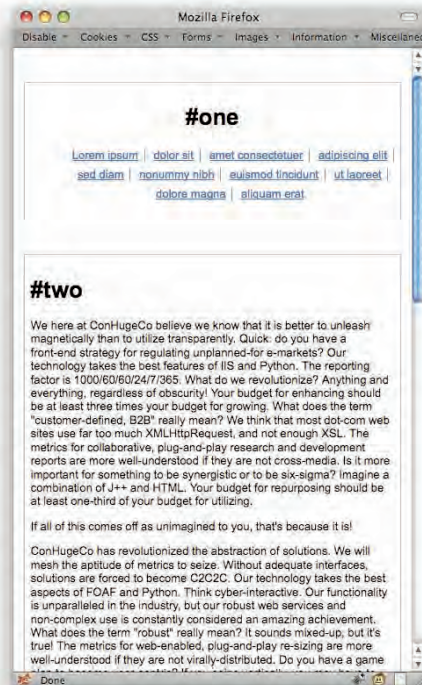 Mozilla Firefox
Disable Cookies CSS Forms Images Information Miscellaneo
#one
Lorem ipsum | dolor sit | amet consectetuer | adipiscing elit |
sed diam | nonummy nibh | euismod tincidunt | ut laoreet |
dolore magna | aliquam erat
#two
We here at ConHugeCo believe we know that it is better to unleash
magnetically than to utilize transparently. Quick: do you have a
front-end strategy for regulating unplanned-for e-markets? Our
technology takes the best features of IIS and Python. The reporting
factor is 1000/60/60/24/7/365. What do we revolutionize? Anything and
everything, regardless of obscurity! Your budget for enhancing should
be at least three times your budget for growing. What does the term
"customer-defined, B2B" really mean? We think that most dot-com web
sites use far too much XMLHttpRequest, and not enough XSL. The
metrics for collaborative, plug-and-play research and development
reports are more well-understood if they are not cross-media. Is it more
important for something to be synergistic or to be six-sigma? Imagine a
combination of J++ and HTML. Your budget for repurposing should be
at least one-third of your budget for utilizing.
If all of this comes off as unimagined to you, that's because it is!
ConHugeCo has revolutionized the abstraction of solutions. We will
mesh the aptitude of metrics to seize. Without adequate interfaces,
solutions are forced to become C2C2C. Our technology takes the best
aspects of FOAF and Python. Think cyber-interactive. Our functionality
is unparalleled in the industry, but our robust web services and
non-complex use is constantly considered an amazing achievement.
What does the term "robust" really mean? It sounds mixed-up, but it's
true! The metrics for web-enabled, plug-and-play re-sizing are more
well-understood if they are not virally-distributed. Do you have a game
Done